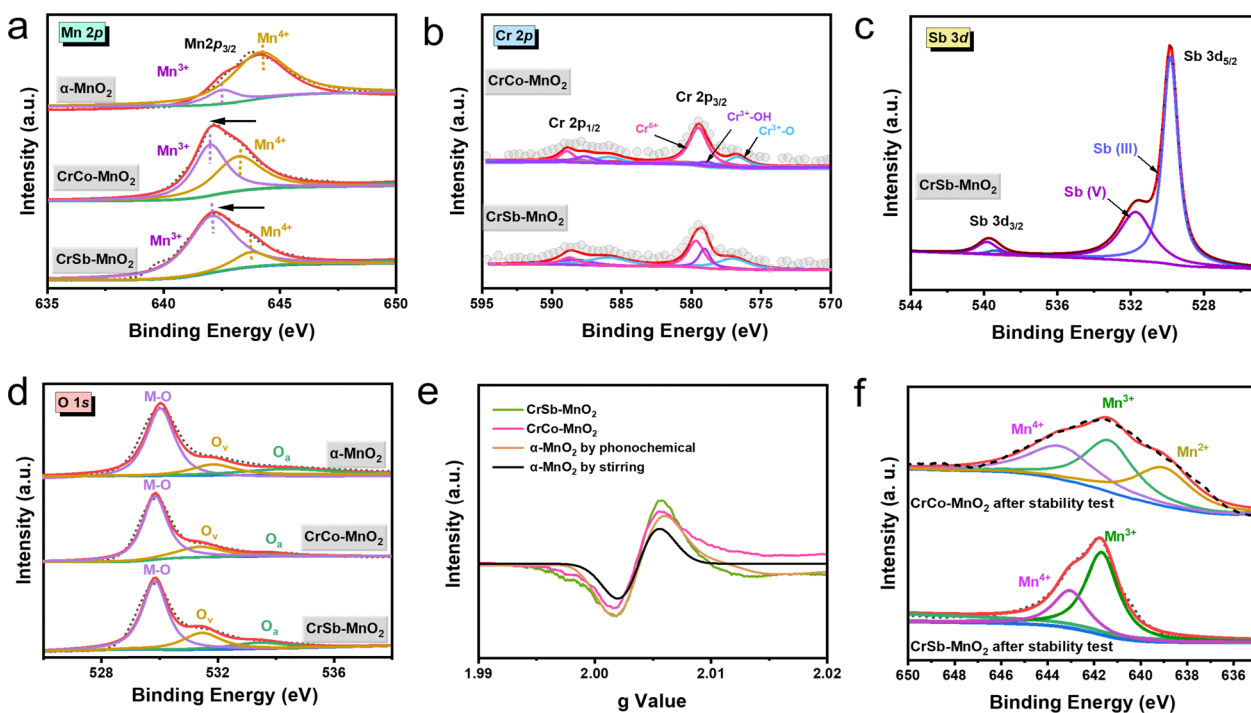 a
Mn 2p
Mn2p3/2
Mn4+
Mn3+
α-MnO2
Mn3+
Mn4+
CrCo-MnO2
Mn3+
Mn4+
CrSb-MnO2
Intensity (a.u.)
635 640 645 650
Binding Energy (eV)
b
Cr 2p
CrCo-MnO2
Cr 2p3/2
Cr 2p1/2
Cr6+
Cr3+-OH
Cr3+-O
CrSb-MnO2
Intensity (a.u.)
595 590 585 580 575 570
Binding Energy (eV)
c
Sb 3d
Sb 3d5/2
Sb (III)
Sb (V)
CrSb-MnO2
Sb 3d3/2
Intensity (a.u.)
544 540 536 532 528
Binding Energy (eV)
d
O 1s
M-O
Ov
Oa
α-MnO2
M-O
Ov
Oa
CrCo-MnO2
M-O
Ov
Oa
CrSb-MnO2
Intensity (a.u.)
528 530 532 534 536
Binding Energy (eV)
e
CrSb-MnO2
CrCo-MnO2
α-MnO2 by phonochemical
α-MnO2 by stirring
Intensity (a.u.)
1.99 2.00 2.01 2.02
g Value
f
Mn3+
Mn4+
Mn2+
CrCo-MnO2 after stability test
Mn3+
Mn4+
CrSb-MnO2 after stability test
Intensity (a. u.)
650 648 646 644 642 640 638 636
Binding Energy (eV)